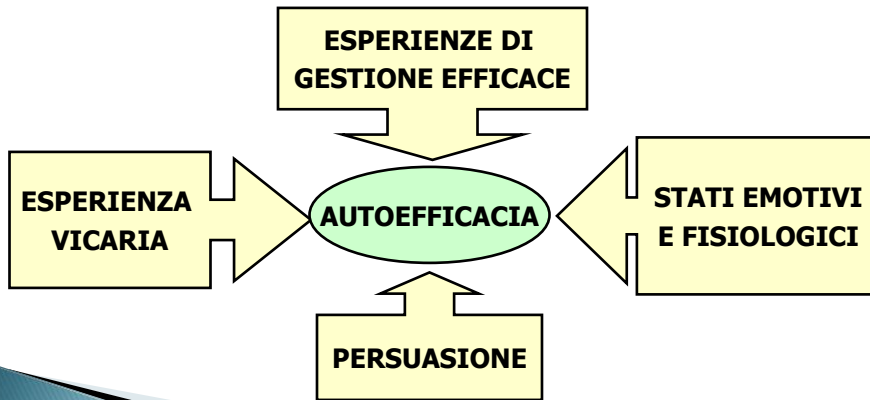 ESPERIENZE DI
GESTIONE EFFICACE
ESPERIENZA
VICARIA
AUTOEFFICACIA
STATI EMOTIVI
E FISIOLOGICI
PERSUASIONE